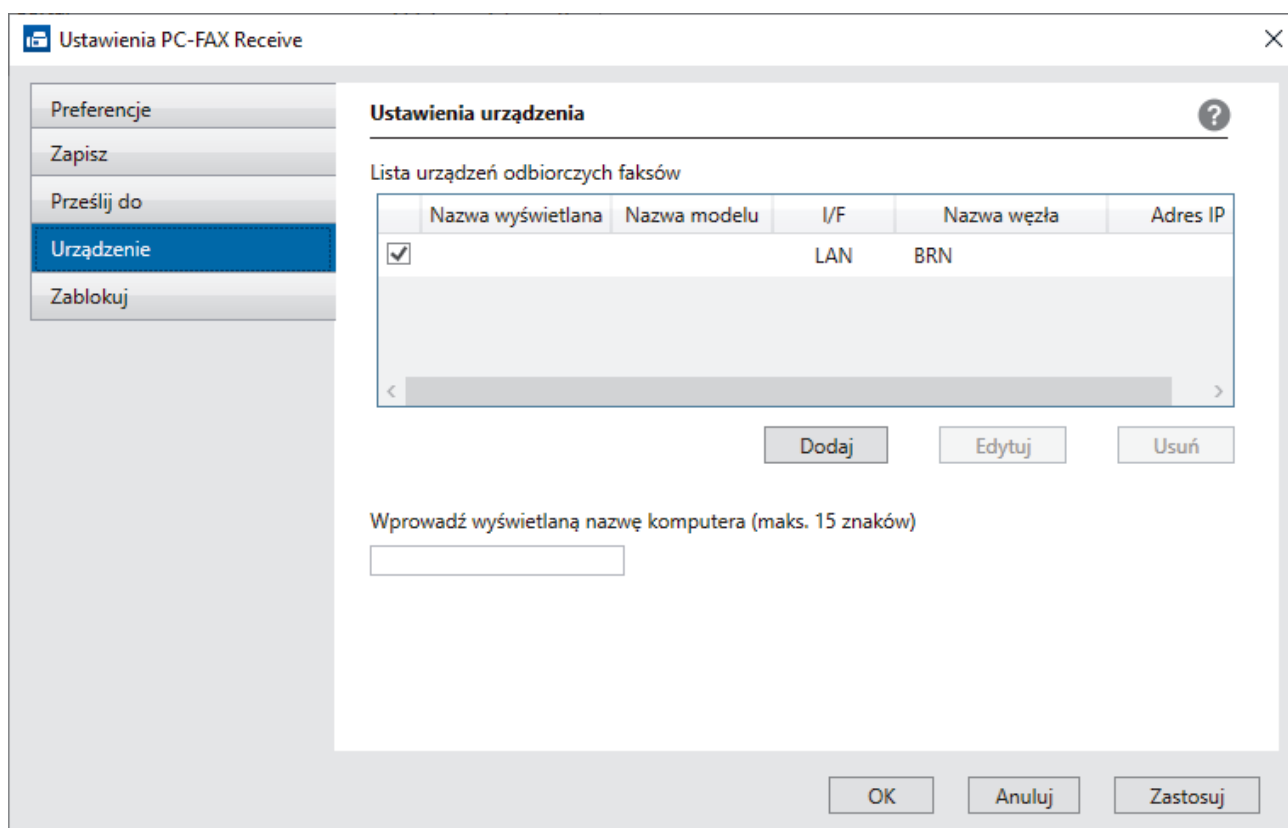 Ustawienia PC-FAX Receive
Preferencje
Zapisz
Prześlij do
Urządzenie
Zablokuj
Ustawienia urządzenia
?
Lista urządzeń odbiorczych faksów
Nazwa wyświetlana Nazwa modelu I/F Nazwa węzła Adres IP
LAN BRN
Dodaj Edytuj Usuń
Wprowadź wyświetlaną nazwę komputera (maks. 15 znaków)
OK Anuluj Zastosuj